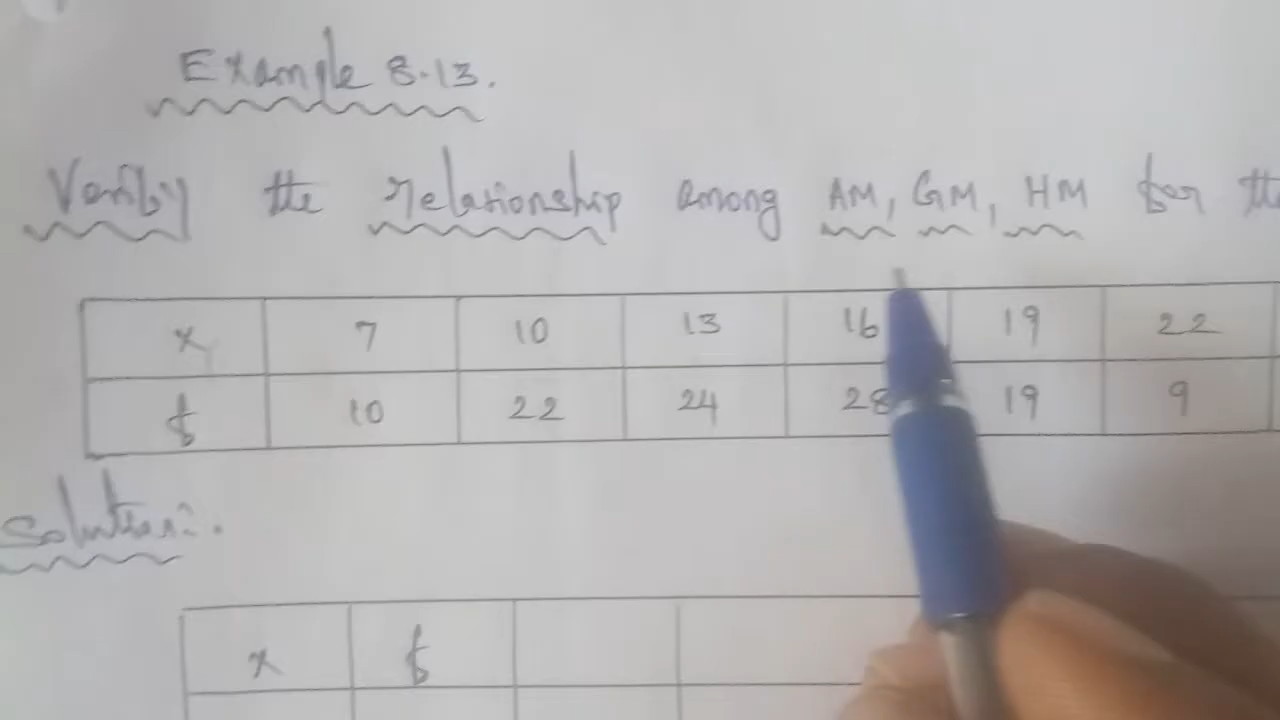 Example 8.13.
Verify the relationship among AM, GM, HM for
x 7 10 13 16 19 22
f 10 22 24 28 19 9
Solution:.
x f